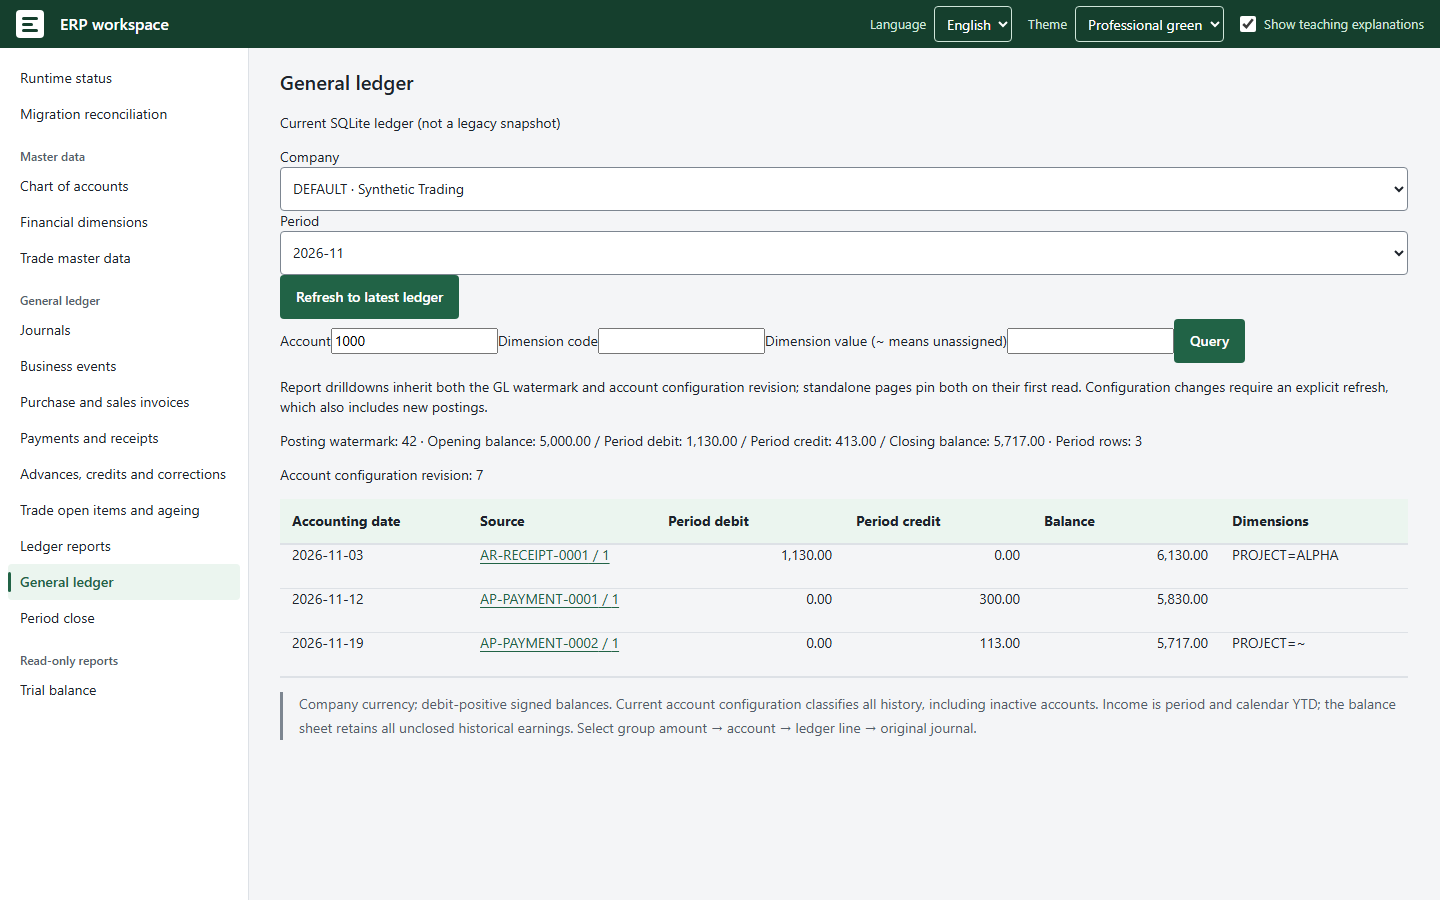 ERP workspace
Language English Theme Professional green Show teaching explanations
Runtime status
Migration reconciliation
Master data
Chart of accounts
Financial dimensions
Trade master data
General ledger
Journals
Business events
Purchase and sales invoices
Payments and receipts
Advances, credits and corrections
Trade open items and ageing
Ledger reports
General ledger
Period close
Read-only reports
Trial balance
General ledger
Current SQLite ledger (not a legacy snapshot)
Company
DEFAULT · Synthetic Trading
Period
2026-11
Refresh to latest ledger
Account 1000 Dimension code Dimension value (~ means unassigned) Query
Report drilldowns inherit both the GL watermark and account configuration revision; standalone pages pin both on their first read. Configuration changes require an explicit refresh,
which also includes new postings.
Posting watermark: 42 · Opening balance: 5,000.00 / Period debit: 1,130.00 / Period credit: 413.00 / Closing balance: 5,717.00 · Period rows: 3
Account configuration revision: 7
Accounting date Source Period debit Period credit Balance Dimensions
2026-11-03 AR-RECEIPT-0001 / 1 1,130.00 0.00 6,130.00 PROJECT=ALPHA
2026-11-12 AP-PAYMENT-0001 / 1 0.00 300.00 5,830.00
2026-11-19 AP-PAYMENT-0002 / 1 0.00 113.00 5,717.00 PROJECT=~
Company currency; debit-positive signed balances. Current account configuration classifies all history, including inactive accounts. Income is period and calendar YTD; the balance
sheet retains all unclosed historical earnings. Select group amount → account → ledger line → original journal.